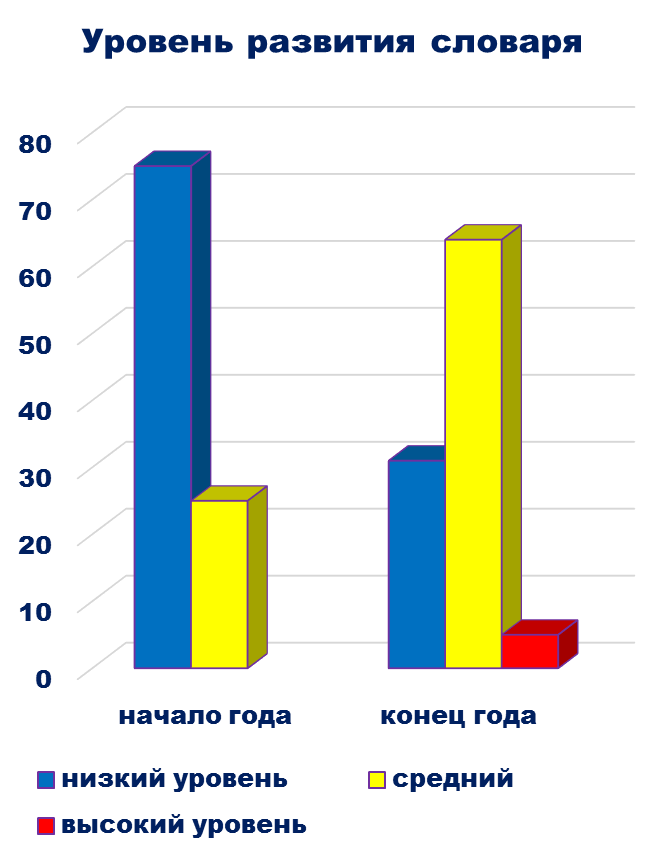 Уровень развития словаря
80
70
60
50
40
30
20
10
0
начало года конец года
низкий уровень средний
высокий уровень